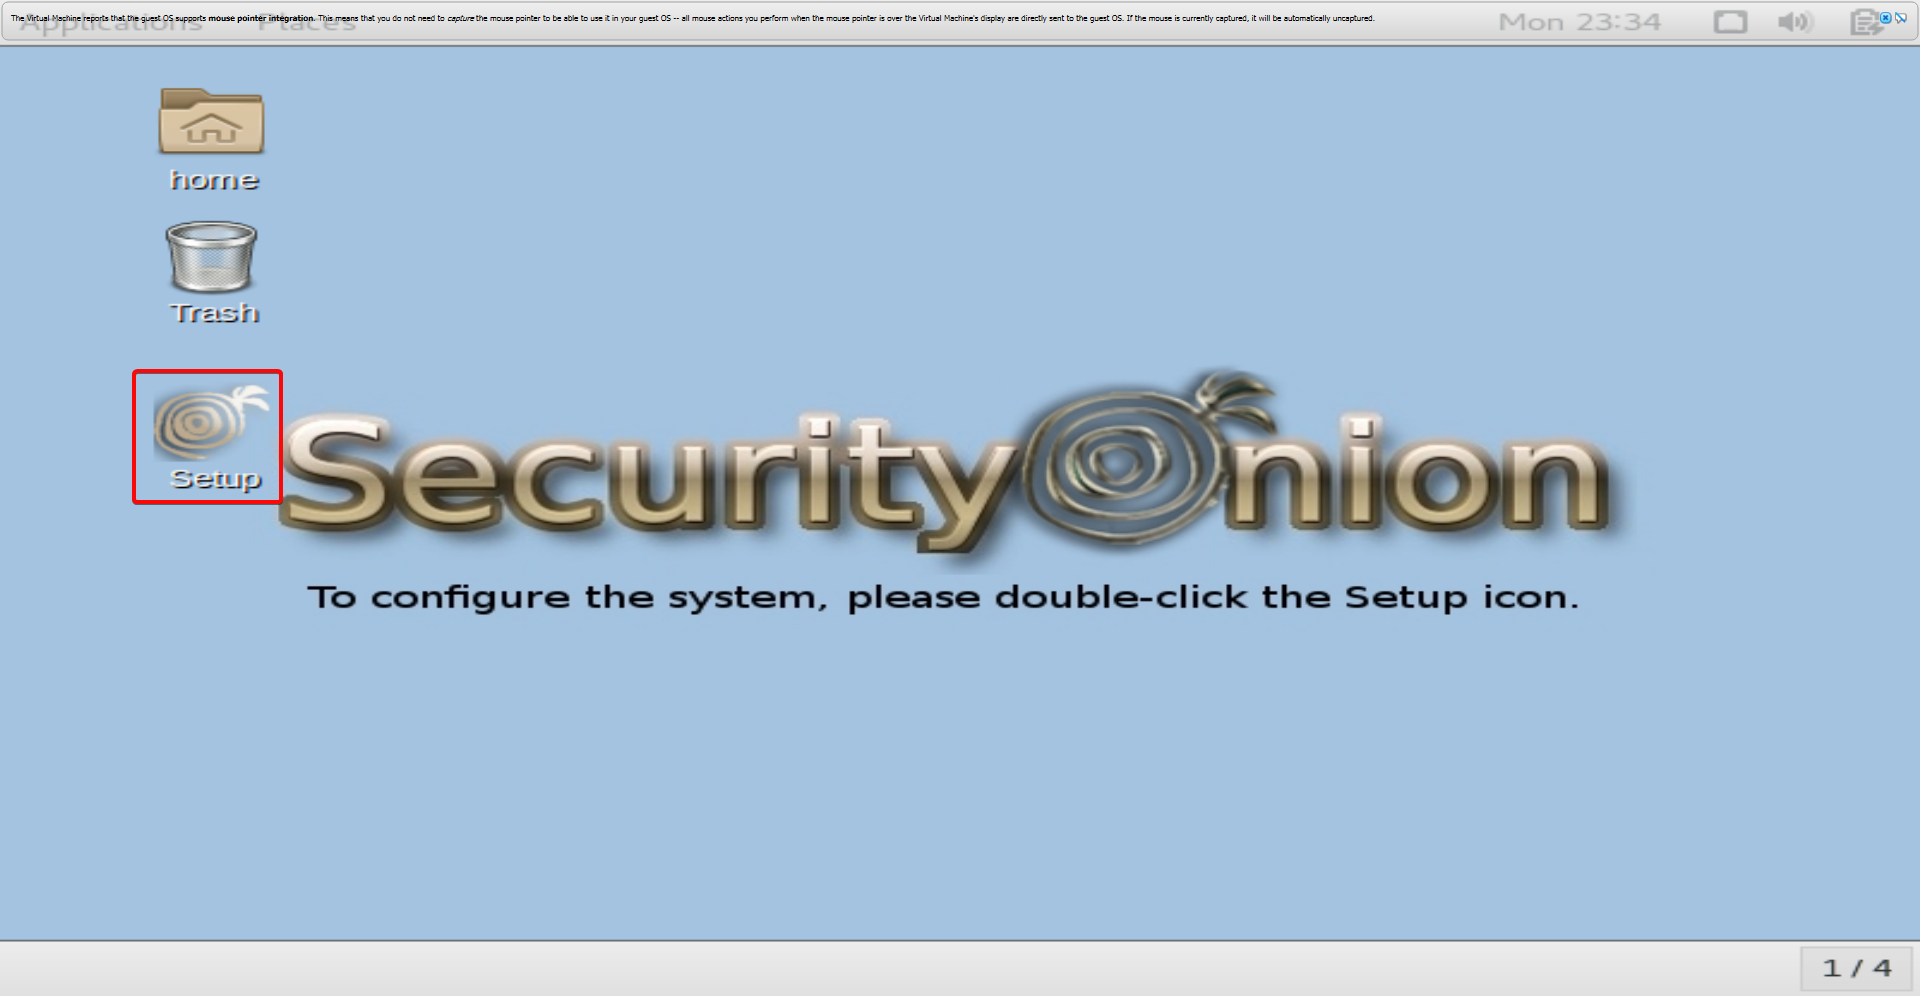 The Virtual Machine reports that the guest OS supports mouse pointer integration. This means that you do not need to capture the mouse pointer to be able to use it in your guest OS -- all mouse actions you perform when the mouse pointer is over the Virtual Machine's display are directly sent to the guest OS. If the mouse is currently captured, it will be automatically uncaptured.
Applications Places Mon 23:34
home
Trash
Setup
Security Onion
To configure the system, please double-click the Setup icon.
1 / 4